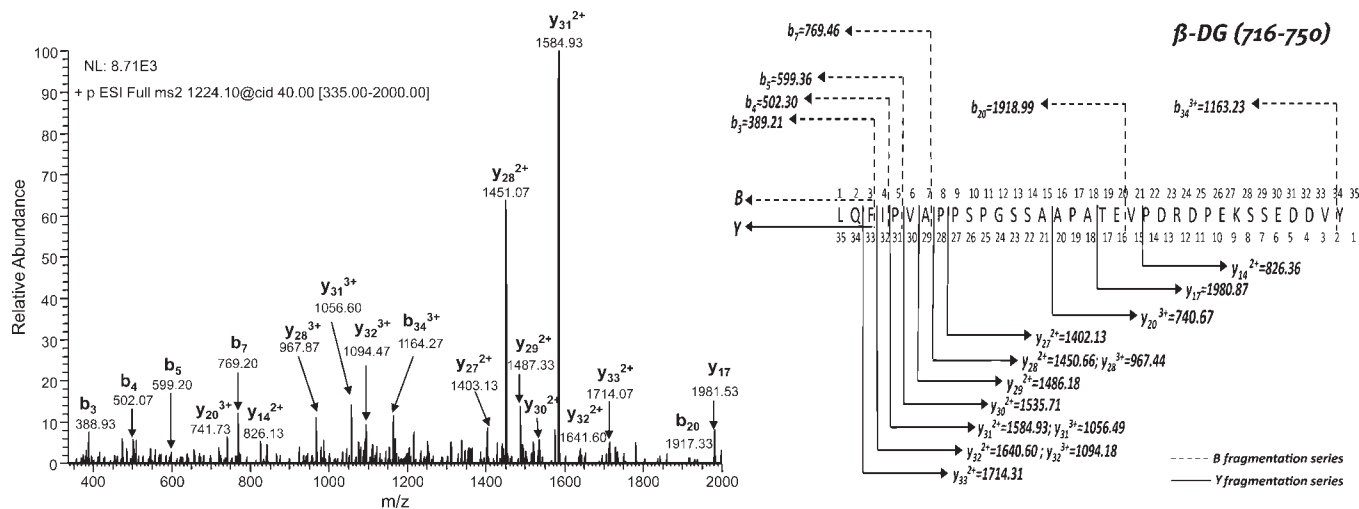 y31 2+
1584.93
NL: 8.71E3
+ p ESI Full ms2 1224.10@cid 40.00 [335.00-2000.00]
y28 2+
1451.07
y31 3+
1056.60
y28 3+
967.87
y32 3+
1094.47
b34 3+
1164.27
y27 2+
1403.13
y29 2+
1487.33
y30 2+
y32 2+
1641.60
y33 2+
1714.07
b20
1917.33
y17
1981.53
b3
388.93
b4
502.07
b5
599.20
y20 3+
741.73
b7
769.20
y14 2+
826.13
Relative Abundance
100
90
80
70
60
50
40
30
20
10
0
400 600 800 1000 1200 1400 1600 1800 2000
m/z
ß-DG (716-750)
b7=769.46
b5=599.36
b4=502.30
b3=389.21
b20=1918.99
b34 3+=1163.23
B
Y
1 2 3 4 5 6 7 8 9 10 11 12 13 14 15 16 17 18 19 20 21 22 23 24 25 26 27 28 29 30 31 32 33 34 35
L Q F I P V A P P S P G S S A A P A T E V P D R D P E K S S E D D V Y
35 34 33 32 31 30 29 28 27 26 25 24 23 22 21 20 19 18 17 16 15 14 13 12 11 10 9 8 7 6 5 4 3 2 1
y14 2+=826.36
y17=1980.87
y20 3+=740.67
y27 2+=1402.13
y28 2+=1450.66; y28 3+=967.44
y29 2+=1486.18
y30 2+=1535.71
y31 2+=1584.93; y31 3+=1056.49
y32 2+=1640.60 ; y32 3+=1094.18
y33 2+=1714.31
B fragmentation series
Y fragmentation series